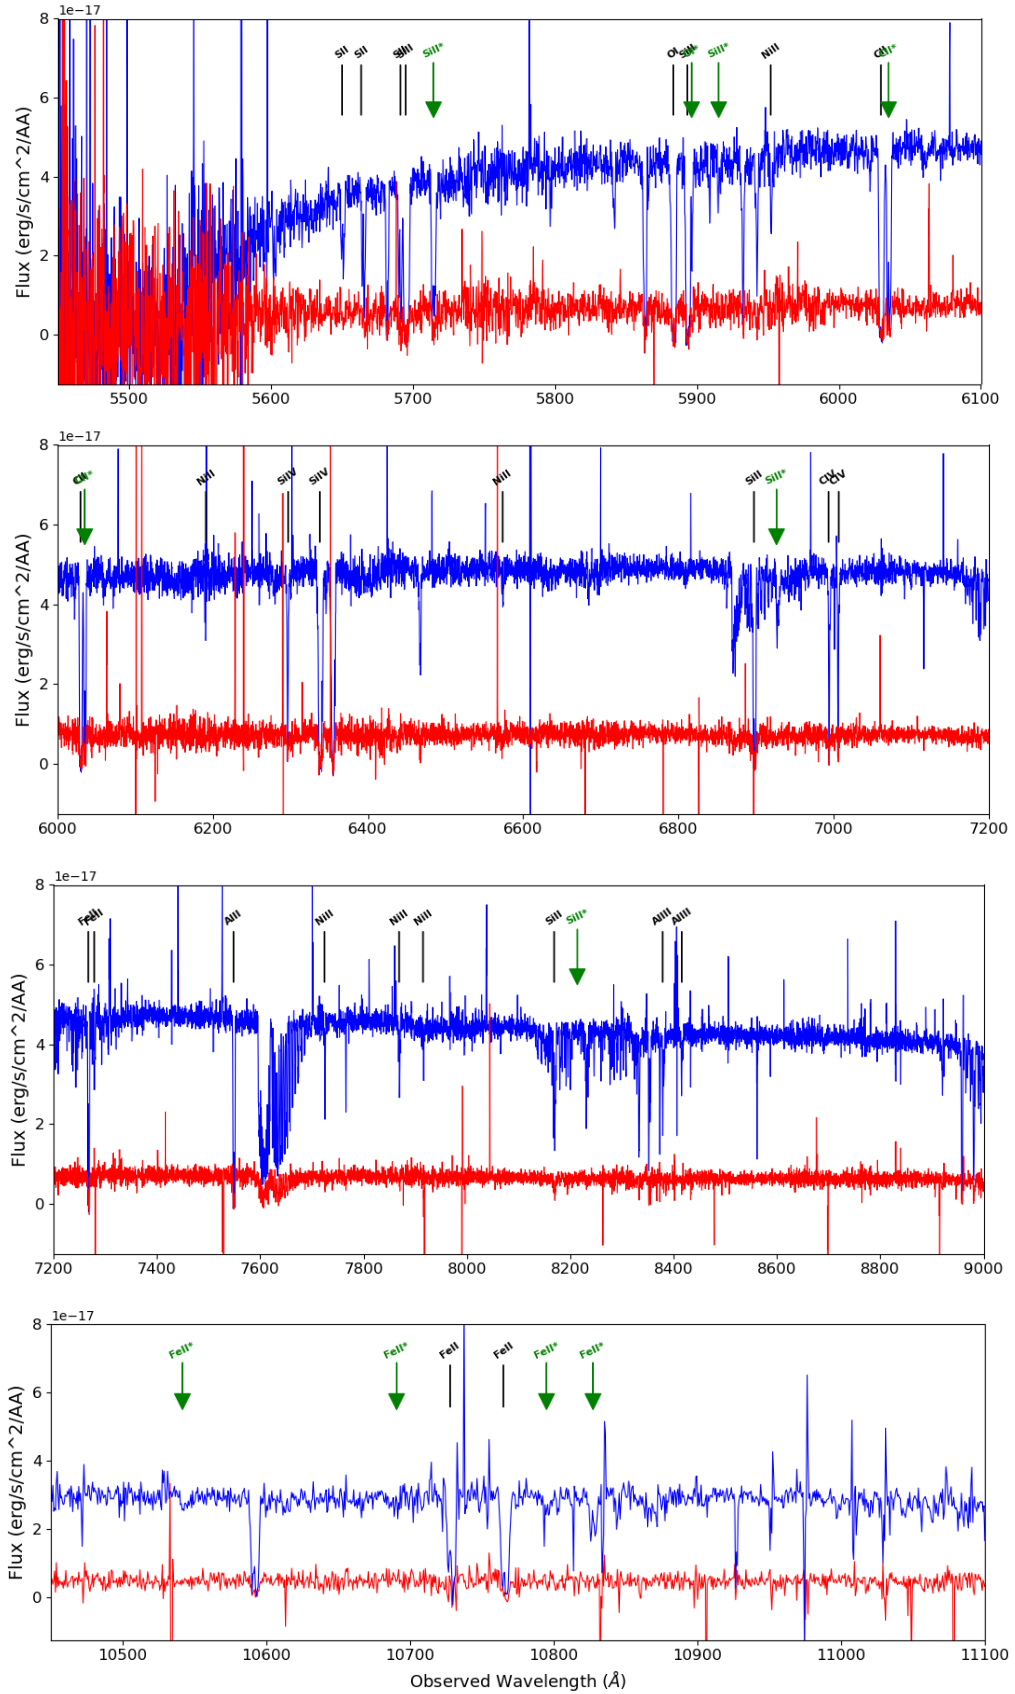 1e−17
SII SII SII SiII SiII* OI SiII OI* SiII* NiII CII CII*
8
6
4
2
0
Flux (erg/s/cm^2/AA)
5500 5600 5700 5800 5900 6000 6100
1e−17
CII CII* NiII SiIV SiIV NiII SiII SiII* CIV CIV
8
6
4
2
0
Flux (erg/s/cm^2/AA)
6000 6200 6400 6600 6800 7000 7200
1e−17
FeII FeII AlII NiII NiII NiII SiII SiII* AlIII AlIII
8
6
4
2
0
Flux (erg/s/cm^2/AA)
7200 7400 7600 7800 8000 8200 8400 8600 8800 9000
1e−17
FeII* FeII* FeII FeII FeII* FeII*
8
6
4
2
0
Flux (erg/s/cm^2/AA)
10500 10600 10700 10800 10900 11000 11100
Observed Wavelength (Å)